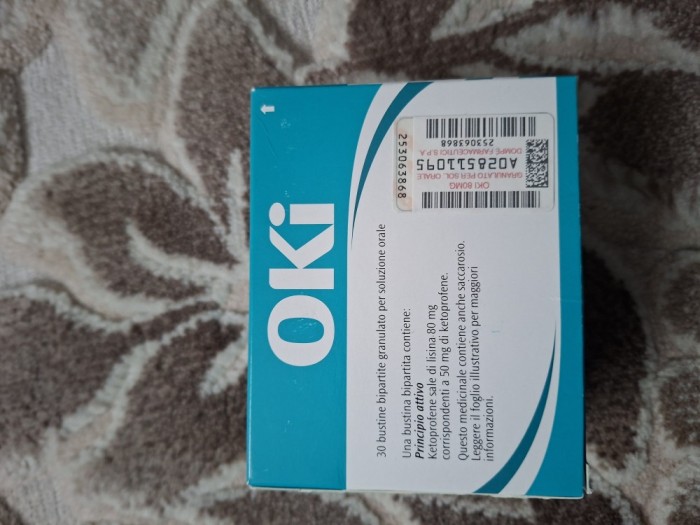 OKi
30 bustine bipartite granulato per soluzione orale
Una bustina bipartita contiene:
Principio attivo
Ketoprofene sale di lisina 80 mg
corrispondenti a 50 mg di ketoprofene.
Questo medicinale contiene anche saccarosio.
Leggere il foglio illustrativo per maggiori
informazioni.
OKI 80MG
GRANULATO PER SOL. ORALE
A028511095
DOMPE' FARMACEUTICI S.P.A
253063868
253063868